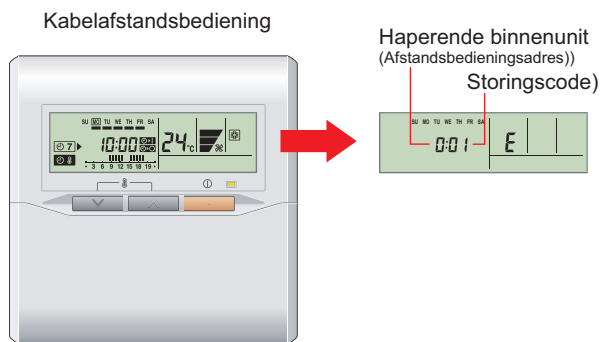 Kabelafstandsbediening
SU MO TU WE TH FR SA
7
10:00
24°C
• 3 6 9 12 15 18 19 •
Haperende binnenunit
(Afstandsbedieningsadres))
Storingscode)
SU MO TU WE TH FR SA
0:01
E